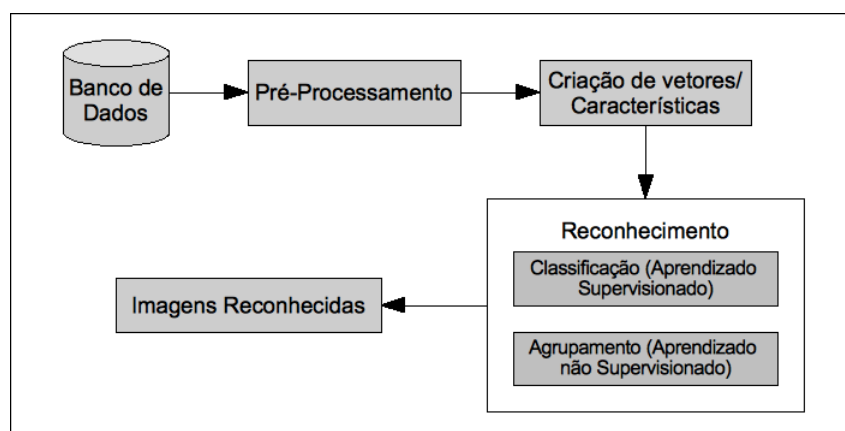 Banco de
Dados
Pré-Processamento
Criação de vetores/
Características
Reconhecimento
Classificação (Aprendizado
Supervisionado)
Agrupamento (Aprendizado
não Supervisionado)
Imagens Reconhecidas